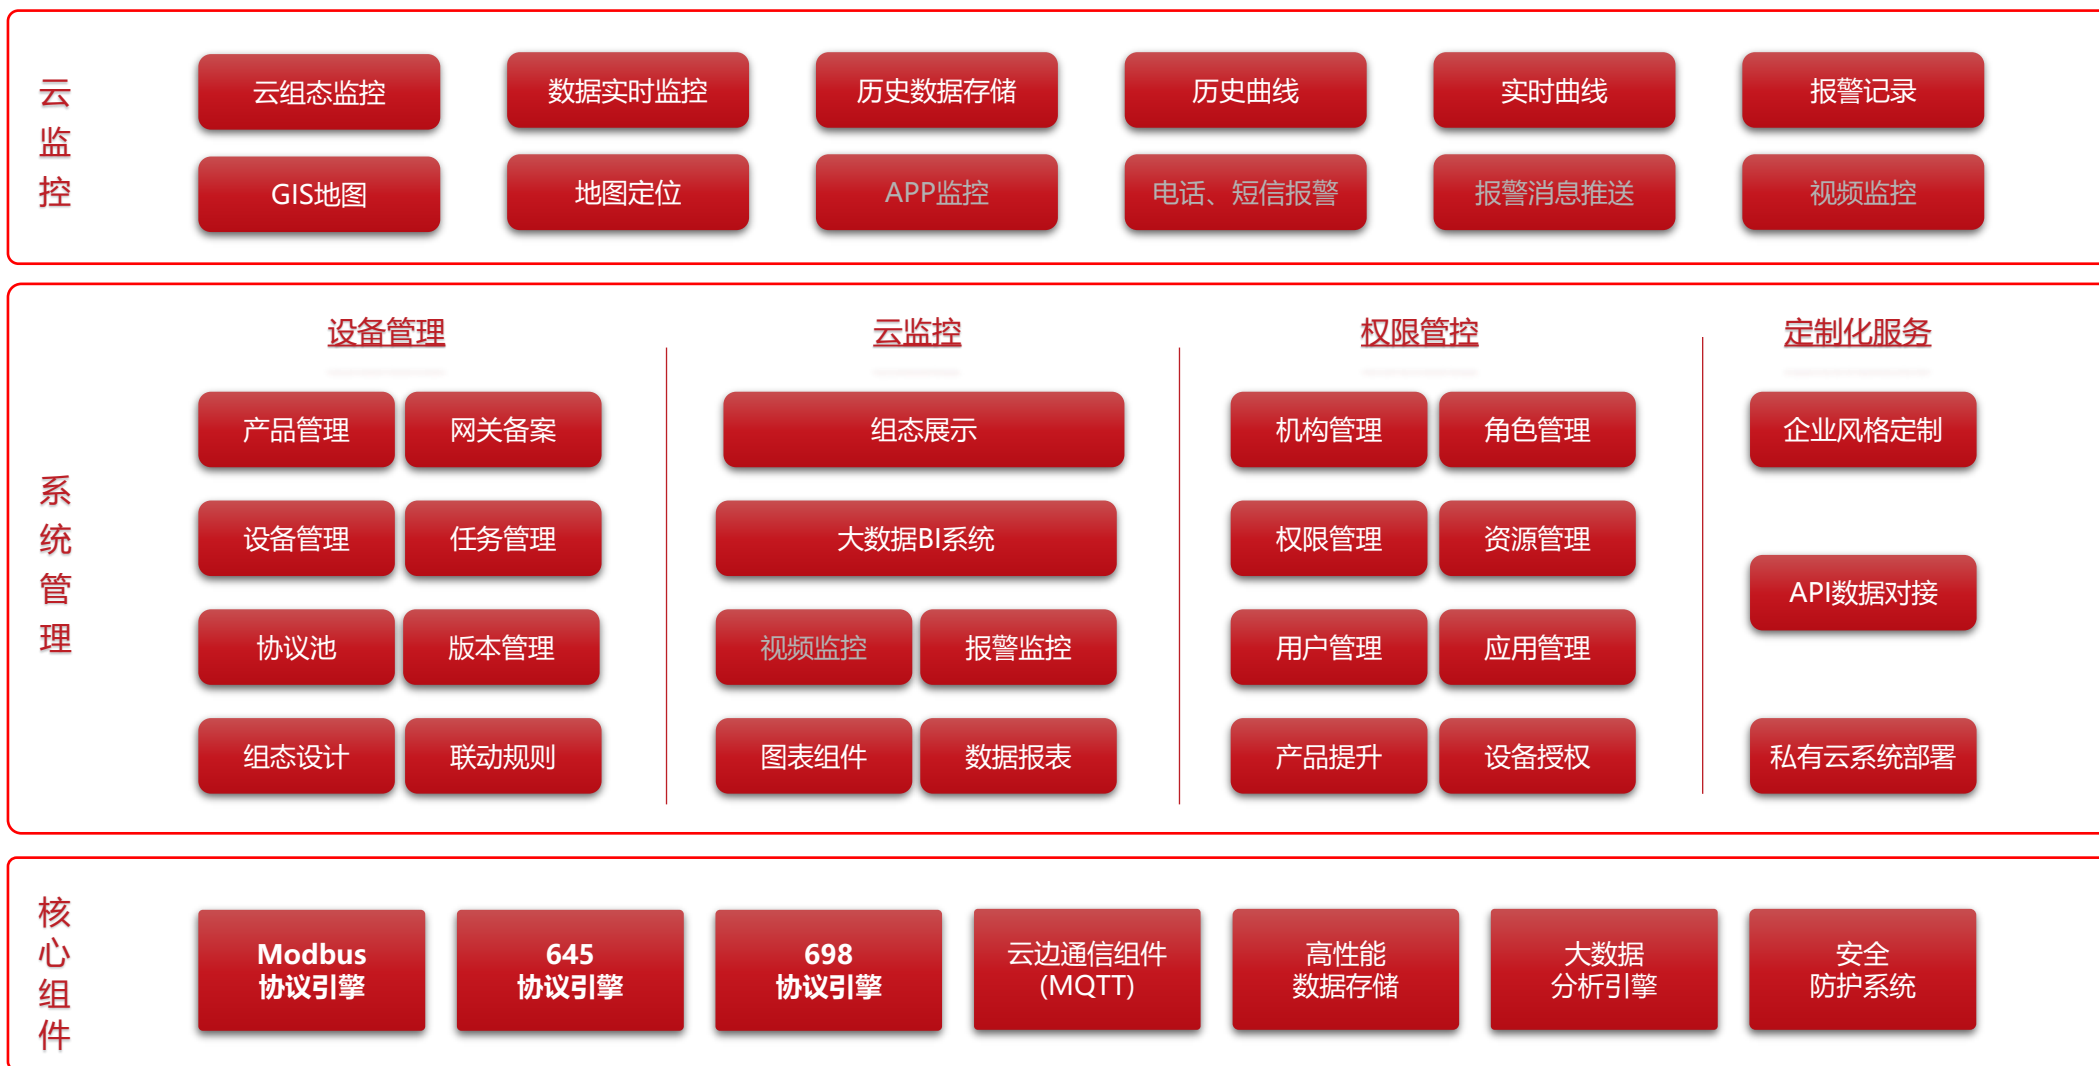 云监控
云组态监控
数据实时监控
历史数据存储
历史曲线
实时曲线
报警记录
GIS地图
地图定位
APP监控
电话、短信报警
报警消息推送
视频监控
系统管理
设备管理
产品管理
网关备案
设备管理
任务管理
协议池
版本管理
组态设计
联动规则
云监控
组态展示
大数据BI系统
视频监控
报警监控
图表组件
数据报表
权限管控
机构管理
角色管理
权限管理
资源管理
用户管理
应用管理
产品提升
设备授权
定制化服务
企业风格定制
API数据对接
私有云系统部署
核心组件
Modbus
协议引擎
645
协议引擎
698
协议引擎
云边通信组件
(MQTT)
高性能
数据存储
大数据
分析引擎
安全
防护系统